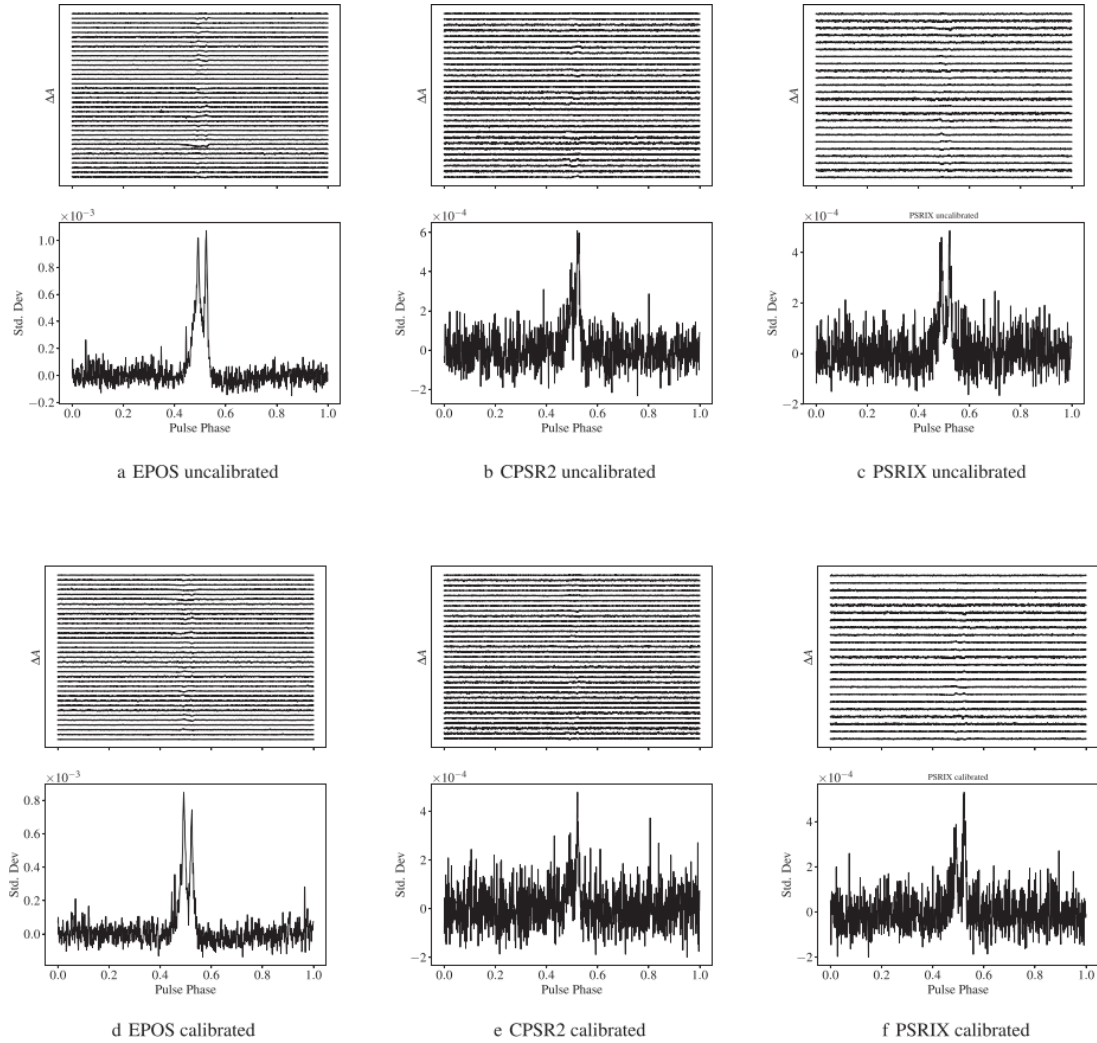 ΔA
ΔA
ΔA
×10⁻³
1.0
0.8
0.6
0.4
0.2
0.0
−0.2
Std. Dev
0.0 0.2 0.4 0.6 0.8 1.0
Pulse Phase
×10⁻⁴
6
4
2
0
−2
Std. Dev
0.0 0.2 0.4 0.6 0.8 1.0
Pulse Phase
×10⁻⁴
PSRIX uncalibrated
4
2
0
−2
Std. Dev
0.0 0.2 0.4 0.6 0.8 1.0
Pulse Phase
a EPOS uncalibrated
b CPSR2 uncalibrated
c PSRIX uncalibrated
ΔA
ΔA
ΔA
×10⁻³
0.8
0.6
0.4
0.2
0.0
Std. Dev
0.0 0.2 0.4 0.6 0.8 1.0
Pulse Phase
×10⁻⁴
4
2
0
−2
Std. Dev
0.0 0.2 0.4 0.6 0.8 1.0
Pulse Phase
×10⁻⁴
PSRIX calibrated
4
2
0
−2
Std. Dev
0.0 0.2 0.4 0.6 0.8 1.0
Pulse Phase
d EPOS calibrated
e CPSR2 calibrated
f PSRIX calibrated